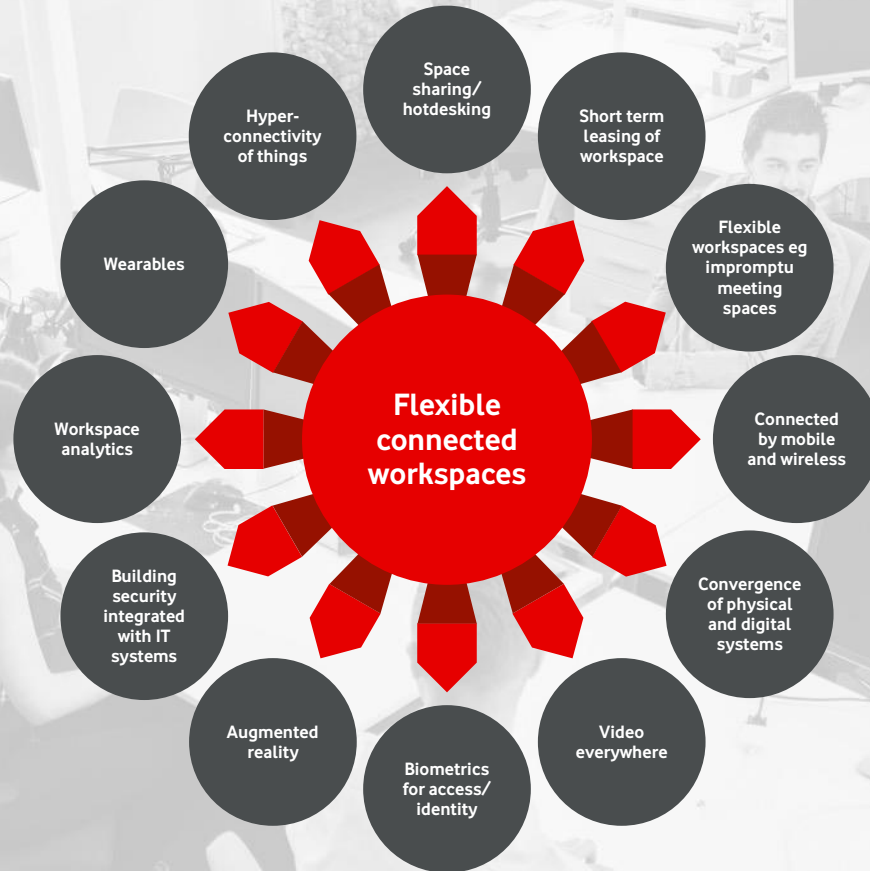 Space
sharing/
hotdesking
Short term
leasing of
workspace
Flexible
workspaces eg
impromptu
meeting
spaces
Connected
by mobile
and wireless
Convergence
of physical
and digital
systems
Video
everywhere
Biometrics
for access/
identity
Augmented
reality
Building
security
integrated
with IT
systems
Workspace
analytics
Wearables
Hyper-
connectivity
of things
Flexible
connected
workspaces